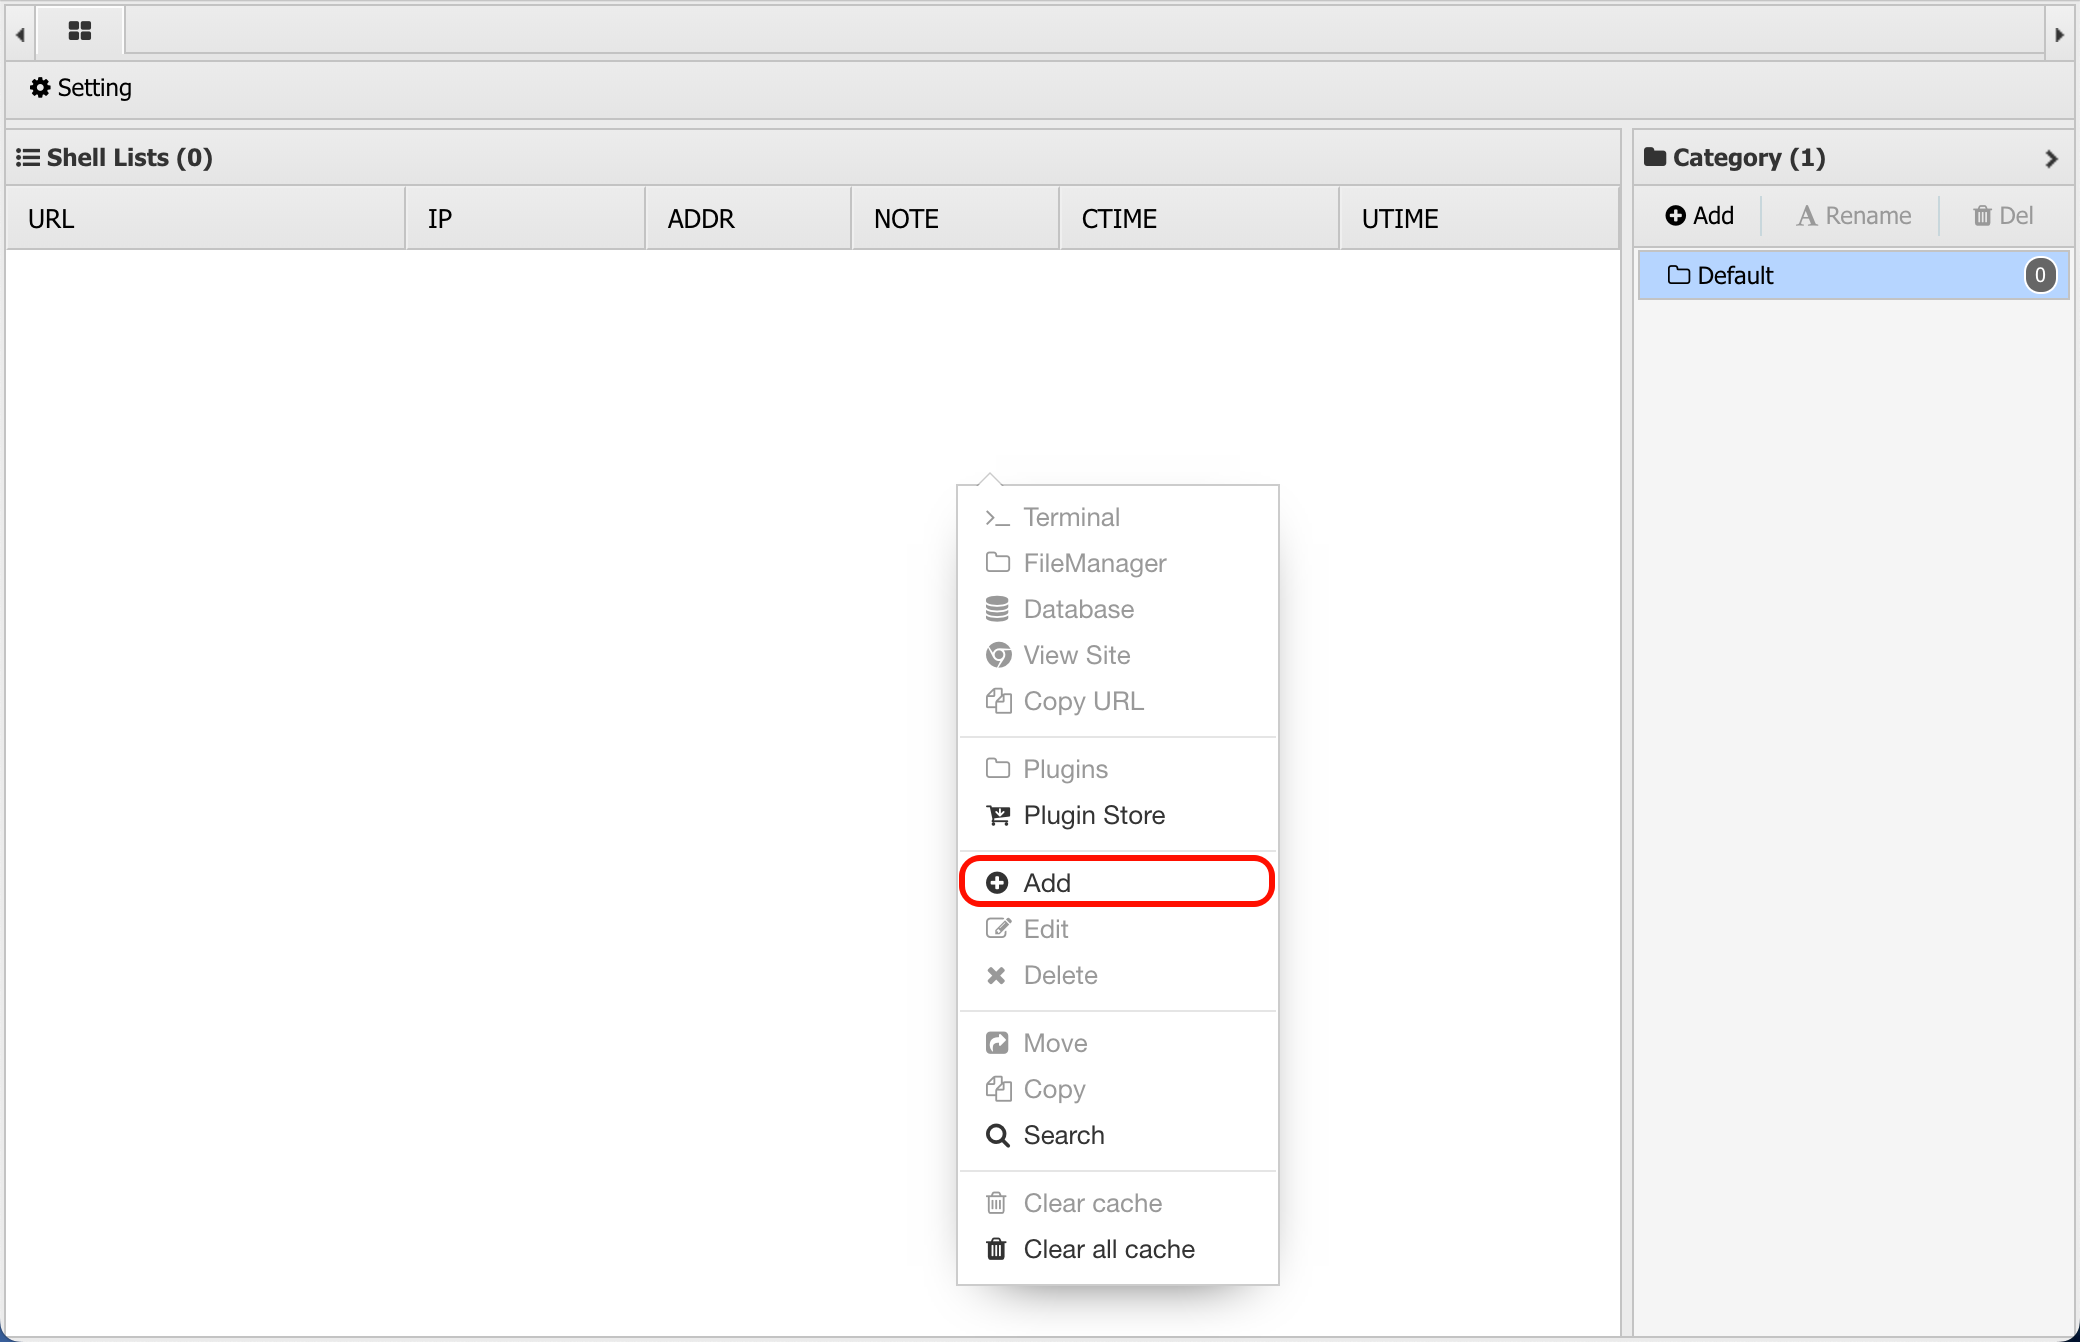 Setting
Shell Lists (0)
URL IP ADDR NOTE CTIME UTIME
Category (1)
Add Rename Del
Default 0
Terminal
FileManager
Database
View Site
Copy URL
Plugins
Plugin Store
Add
Edit
Delete
Move
Copy
Search
Clear cache
Clear all cache